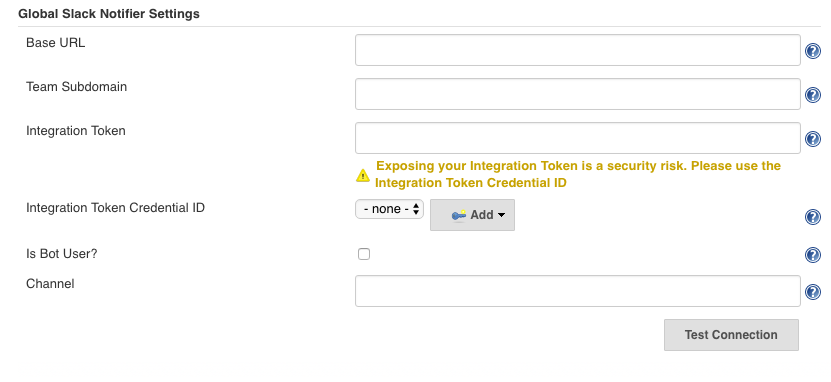 Global Slack Notifier Settings
Base URL
Team Subdomain
Integration Token
Exposing your Integration Token is a security risk. Please use the
Integration Token Credential ID
Integration Token Credential ID - none - Add
Is Bot User?
Channel
Test Connection